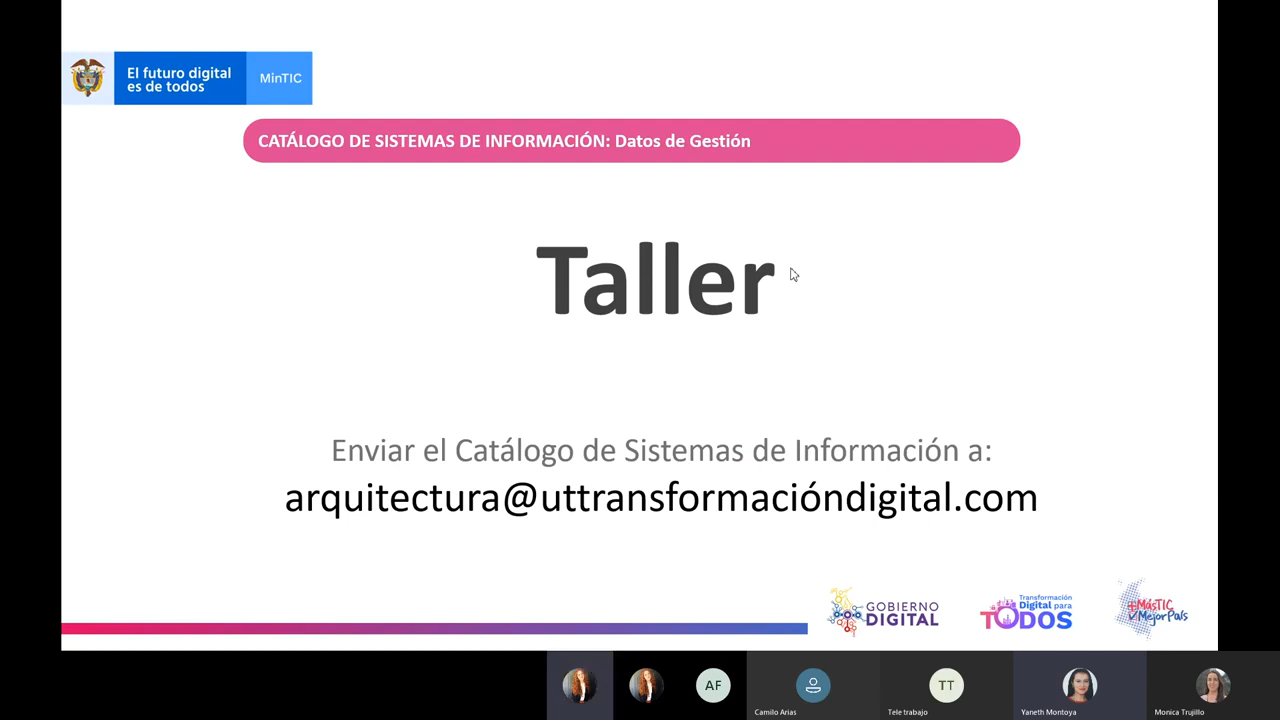 El futuro digital
es de todos
MinTIC
CATÁLOGO DE SISTEMAS DE INFORMACIÓN: Datos de Gestión
Taller
Enviar el Catálogo de Sistemas de Información a:
arquitectura@uttransformacióndigital.com
GOBIERNO
DIGITAL
Transformación
Digital para
TODOS
+MásTIC
MejorPaís
AF
TT
Camilo Arias
Tele trabajo
Yaneth Montoya
Monica Trujillo